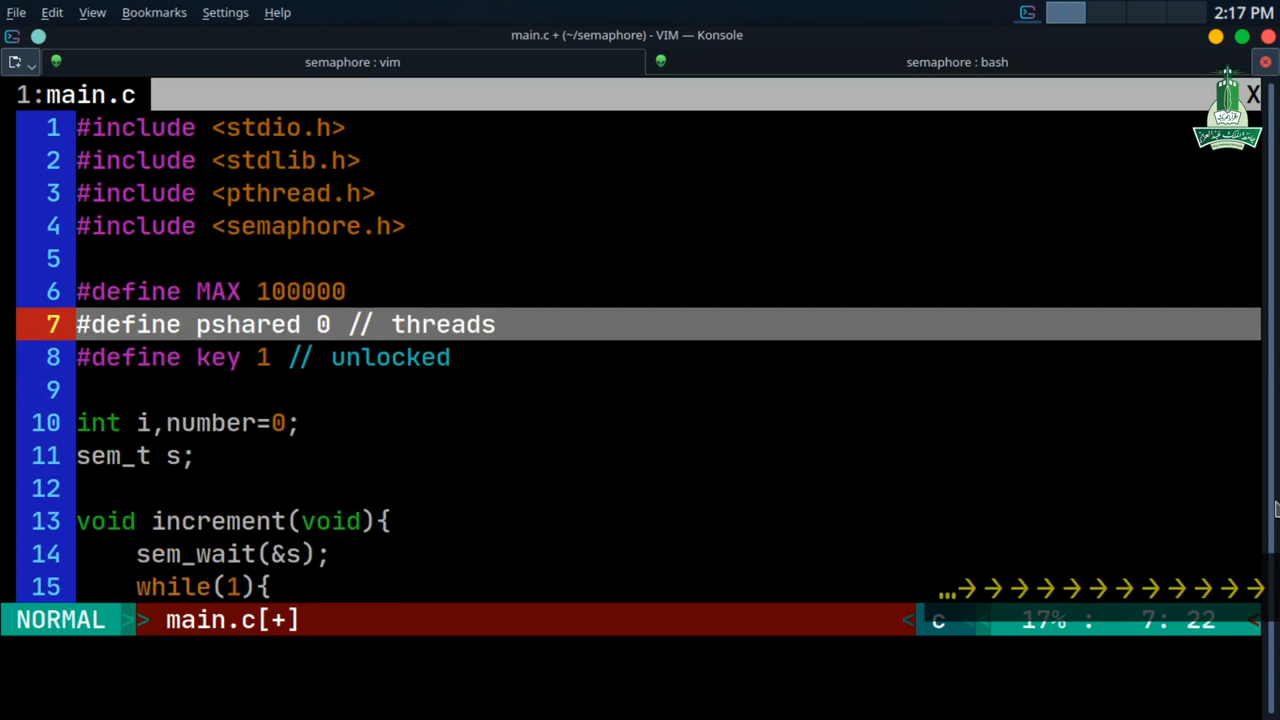 File Edit View Bookmarks Settings Help 2:17 PM
main.c + (~/semaphore) - VIM — Konsole
semaphore : vim semaphore : bash
1:main.c X
1 #include <stdio.h>
2 #include <stdlib.h>
3 #include <pthread.h>
4 #include <semaphore.h>
5
6 #define MAX 100000
7 #define pshared 0 // threads
8 #define key 1 // unlocked
9
10 int i,number=0;
11 sem_t s;
12
13 void increment(void){
14 sem_wait(&s);
15 while(1){
…→→→→→→→→→→→→
NORMAL >> main.c[+] < c << 17% : 7: 22 <